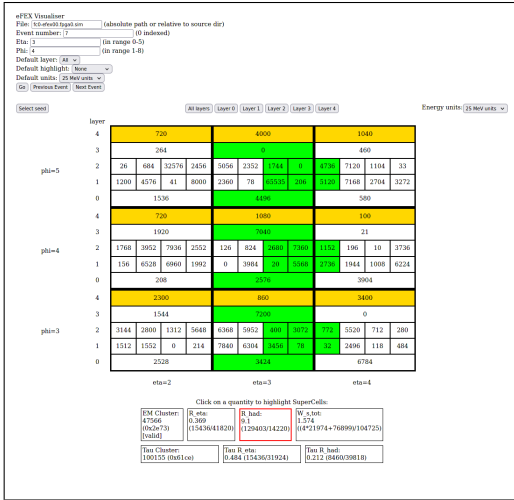 eFEX Visualiser
File: fc0-efex00.fpga0.sim (absolute path or relative to source dir)
Event number: 7 (0 indexed)
Eta: 3 (in range 0-5)
Phi: 4 (in range 1-8)
Default layer: All
Default highlight: None
Default units: 25 MeV units
Go Previous Event Next Event
Select seed All layers Layer 0 Layer 1 Layer 2 Layer 3 Layer 4 Energy units: 25 MeV units
layer
4 720 4000 1040
3 264 0 460
phi=5 2 26 684 32576 2456 5056 2352 1744 0 4736 7120 1104 33
1 1200 4576 41 8000 2360 78 65535 206 5120 7168 2704 3272
0 1536 4496 580
4 720 1080 100
3 1920 7040 21
phi=4 2 1768 3952 7936 2552 126 824 2680 7360 1152 196 10 3736
1 156 6528 6960 1992 0 3984 20 5568 2736 1944 1008 6224
0 208 2576 3904
4 2300 860 3400
3 1544 7200 0
phi=3 2 3144 2800 1312 5648 6368 5952 400 3072 772 5520 712 280
1 1512 1552 0 214 7840 6304 3456 78 32 2496 118 484
0 2528 3424 6784
eta=2 eta=3 eta=4
Click on a quantity to highlight SuperCells:
EM Cluster: R_eta: R_had: W_s,tot:
47566 0.369 9.1 1.574
(0x2e73) (15436/41820) (129403/14220) ((4*21974+76899)/104725)
[valid]
Tau Cluster: Tau R_eta: Tau R_had:
100155 (0x61ce) 0.484 (15436/31924) 0.212 (8460/39818)